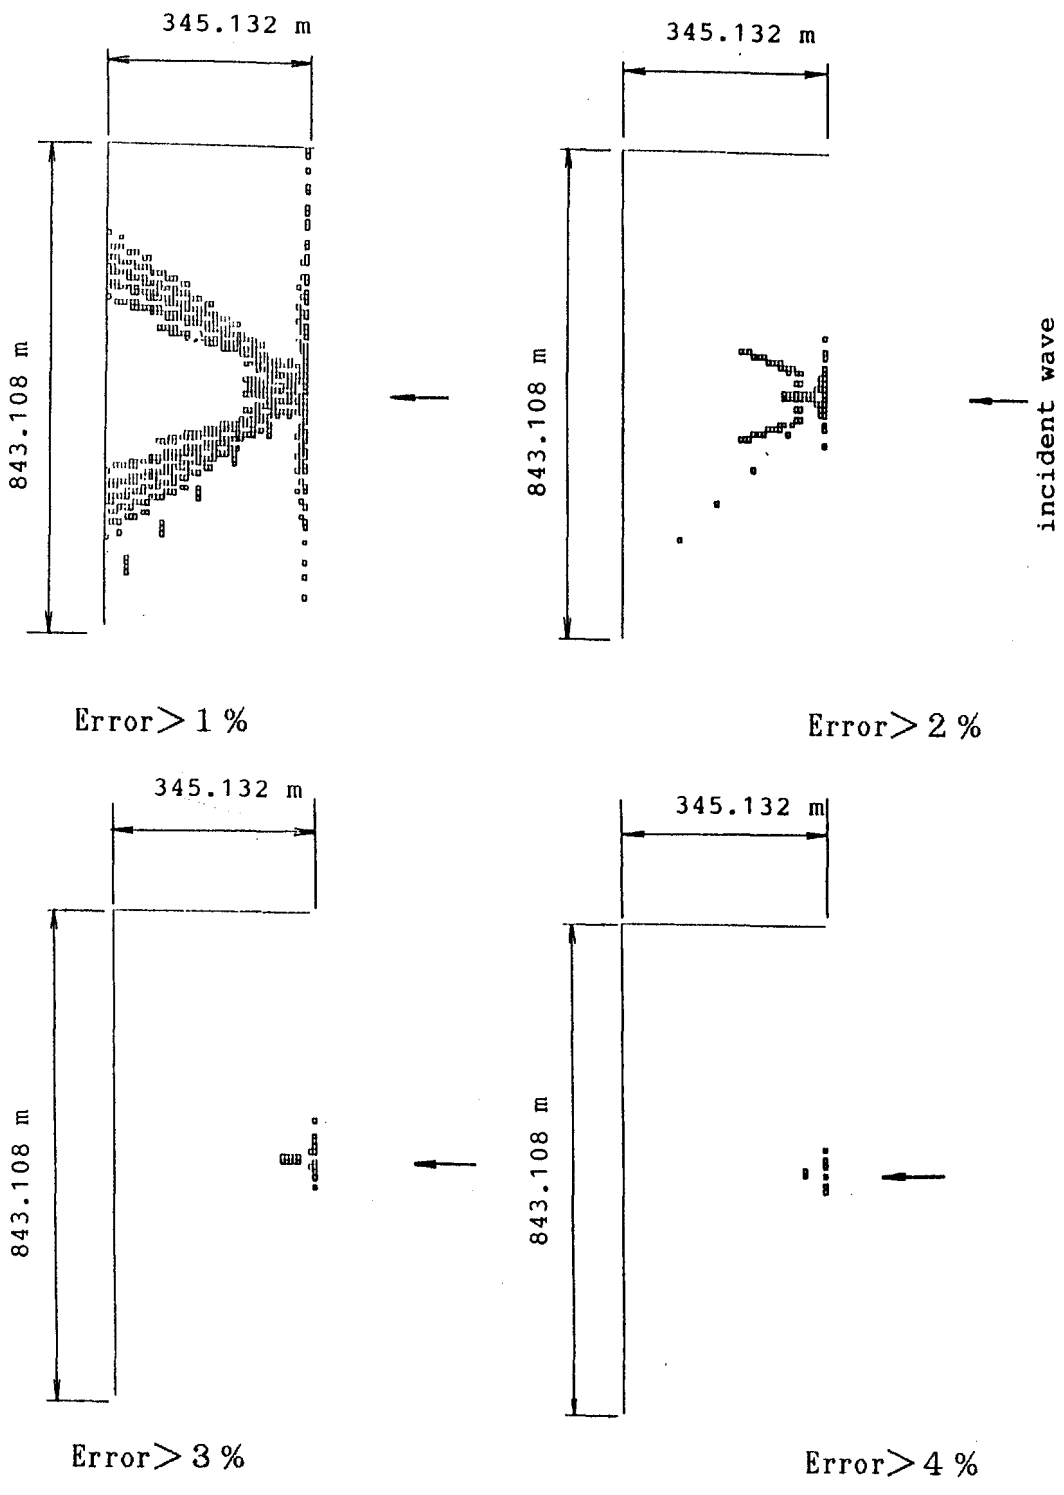 345.132 m
345.132 m
843.108 m
843.108 m
incident wave
Error＞1％
Error＞2％
345.132 m
345.132 m
843.108 m
843.108 m
Error＞3％
Error＞4％